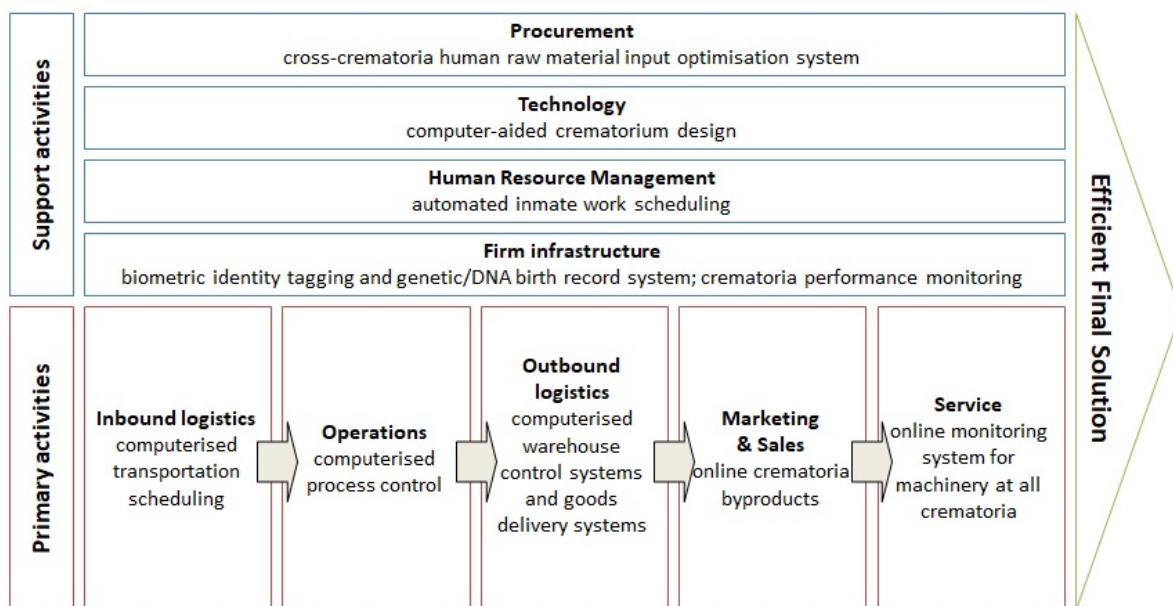 Support activities
Procurement
cross-crematoria human raw material input optimisation system
Technology
computer-aided crematorium design
Human Resource Management
automated inmate work scheduling
Firm infrastructure
biometric identity tagging and genetic/DNA birth record system; crematoria performance monitoring
Primary activities
Inbound logistics
computerised
transportation
scheduling
Operations
computerised
process control
Outbound
logistics
computerised
warehouse
control systems
and goods
delivery systems
Marketing
& Sales
online crematoria
byproducts
Service
online monitoring
system for
machinery at all
crematoria
Efficient Final Solution